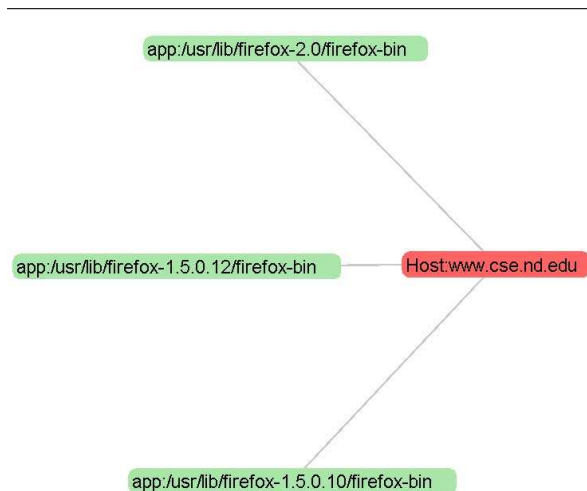 app:/usr/lib/firefox-2.0/firefox-bin
app:/usr/lib/firefox-1.5.0.12/firefox-bin
Host:www.cse.nd.edu
app:/usr/lib/firefox-1.5.0.10/firefox-bin